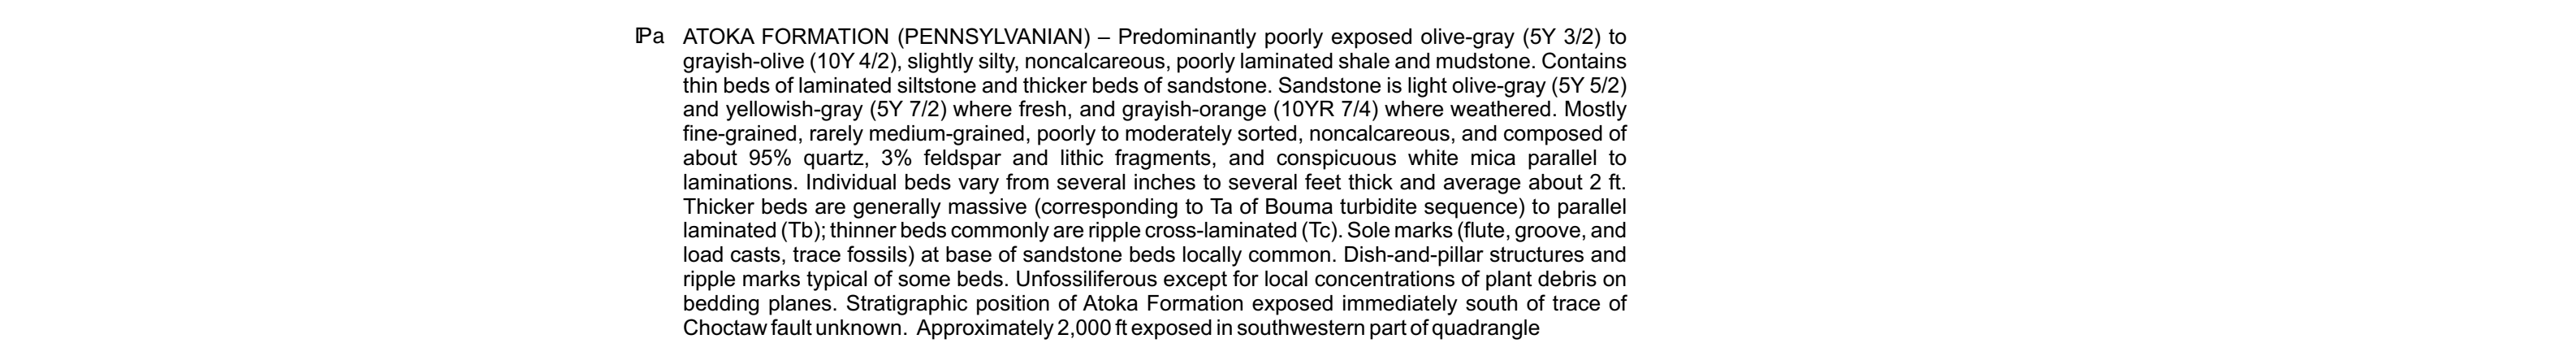 ℙa ATOKA FORMATION (PENNSYLVANIAN) – Predominantly poorly exposed olive-gray (5Y 3/2) to
grayish-olive (10Y 4/2), slightly silty, noncalcareous, poorly laminated shale and mudstone. Contains
thin beds of laminated siltstone and thicker beds of sandstone. Sandstone is light olive-gray (5Y 5/2)
and yellowish-gray (5Y 7/2) where fresh, and grayish-orange (10YR 7/4) where weathered. Mostly
fine-grained, rarely medium-grained, poorly to moderately sorted, noncalcareous, and composed of
about 95% quartz, 3% feldspar and lithic fragments, and conspicuous white mica parallel to
laminations. Individual beds vary from several inches to several feet thick and average about 2 ft.
Thicker beds are generally massive (corresponding to Ta of Bouma turbidite sequence) to parallel
laminated (Tb); thinner beds commonly are ripple cross-laminated (Tc). Sole marks (flute, groove, and
load casts, trace fossils) at base of sandstone beds locally common. Dish-and-pillar structures and
ripple marks typical of some beds. Unfossiliferous except for local concentrations of plant debris on
bedding planes. Stratigraphic position of Atoka Formation exposed immediately south of trace of
Choctaw fault unknown. Approximately 2,000 ft exposed in southwestern part of quadrangle